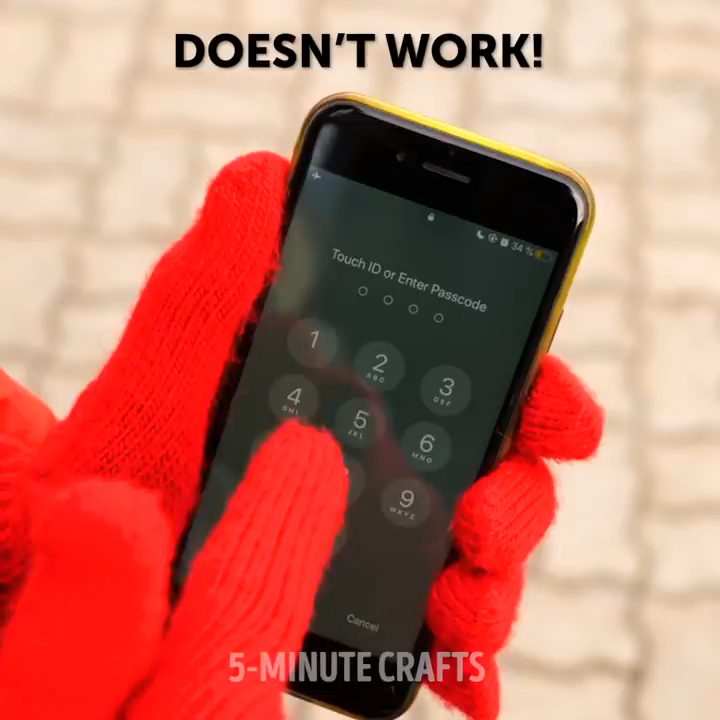 DOESN'T WORK!
34 %
Touch ID or Enter Passcode
1
2
ABC
3
DEF
4
GHI
5
JKL
6
MNO
9
WXYZ
Cancel
5-MINUTE CRAFTS